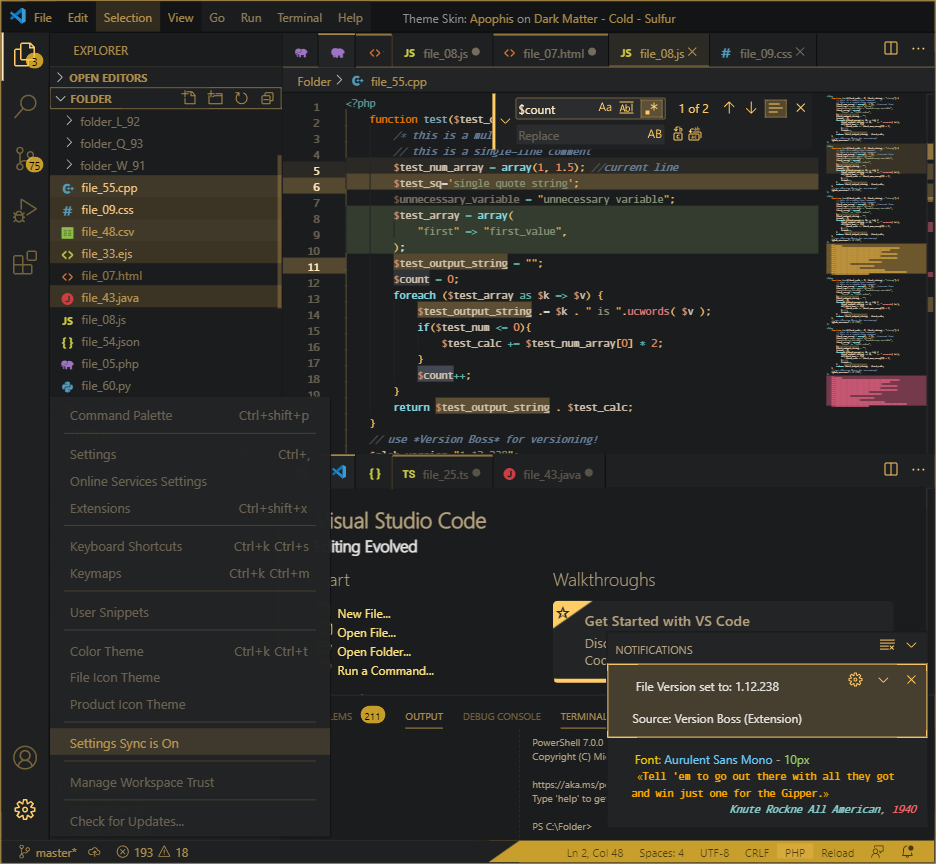 File Edit Selection View Go Run Terminal Help Theme Skin: Apophis on Dark Matter - Cold - Sulfur
3
EXPLORER
JS file_08.js
file_07.html
JS file_08.js
# file_09.css
OPEN EDITORS
FOLDER
folder_L_92
folder_Q_93
folder_W_91
file_55.cpp
# file_09.css
file_48.csv
file_33.ejs
file_07.html
file_43.java
JS file_08.js
{} file_54.json
file_05.php
file_60.py
75
Folder > file_55.cpp
$count Aa Abl .* 1 of 2
Replace AB
1 <?php
2 function test($test_
3 /* this is a mul
4 // this is a single-line comment
5 $test_num_array = array(1, 1.5); //current line
6 $test_sq='single quote string';
7 $unnecessary_variable = "unnecessary variable";
8 $test_array = array(
9 "first" => "first_value",
10 );
11 $test_output_string = "";
12 $count = 0;
13 foreach ($test_array as $k => $v) {
14 $test_output_string .= $k . " is ".ucwords( $v );
15 if($test_num <= 0){
16 $test_calc += $test_num_array[0] * 2;
17 }
18 $count++;
19 }
return $test_output_string . $test_calc;
}
// use *Version Boss* for versioning!
Command Palette Ctrl+shift+p
Settings Ctrl+,
Online Services Settings
Extensions Ctrl+shift+x
Keyboard Shortcuts Ctrl+k Ctrl+s
Keymaps Ctrl+k Ctrl+m
User Snippets
Color Theme Ctrl+k Ctrl+t
File Icon Theme
Product Icon Theme
Settings Sync is On
Manage Workspace Trust
Check for Updates...
{}
TS file_25.ts
file_43.java
isual Studio Code
iting Evolved
art
New File...
Open File...
Open Folder...
Run a Command...
Walkthroughs
Get Started with VS Code
Disc
Coc
LEMS 211 OUTPUT DEBUG CONSOLE TERMINAL
PowerShell 7.0.0
Copyright (C) Mi
https://aka.ms/p
Type 'help' to ge
PS C:\Folder>
NOTIFICATIONS
File Version set to: 1.12.238
Source: Version Boss (Extension)
Font: Aurulent Sans Mono - 10px
«Tell 'em to go out there with all they got
and win just one for the Gipper.»
Knute Rockne All American, 1940
master* 193 18 Ln 2, Col 48 Spaces: 4 UTF-8 CRLF PHP Reload